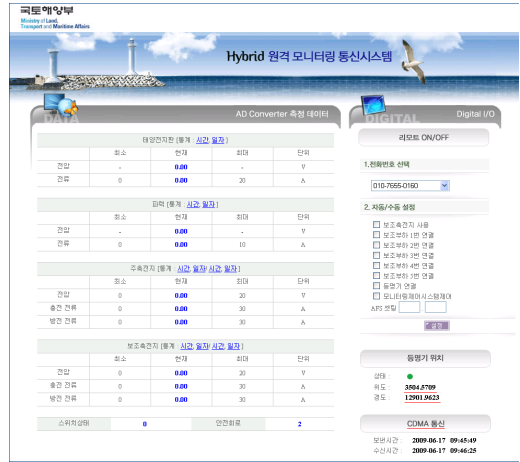 국토해양부
Ministry of Land,
Transport and Maritime Affairs
Hybrid 원격 모니터링 통신시스템
DATA
AD Converter 측정 데이터
태양전지판 [통계 : 시간, 일자 ]
최소 현재 최대 단위
전압 - 0.00 - V
전류 0 0.00 20 A
파력 [통계 : 시간, 일자 ]
최소 현재 최대 단위
전압 - 0.00 - V
전류 0 0.00 10 A
주축전지 [통계 : 시간, 일자/ 시간, 일자 ]
최소 현재 최대 단위
전압 0 0.00 20 V
충전 전류 0 0.00 30 A
방전 전류 0 0.00 30 A
보조축전지 [통계 : 시간, 일자/ 시간, 일자 ]
최소 현재 최대 단위
전압 0 0.00 20 V
충전 전류 0 0.00 30 A
방전 전류 0 0.00 30 A
스위치상태 0 안전회로 2
DIGITAL
Digital I/O
리모트 ON/OFF
1.전화번호 선택
010-7655-0160
2. 자동/수동 설정
보조축전지 사용
보조부하 1번 연결
보조부하 2번 연결
보조부하 3번 연결
보조부하 4번 연결
보조부하 5번 연결
등명기 연결
모니터링제어시스템제어
APS 셋팅
설정
등명기 위치
상태 :
위도 : 3504.5709
경도 : 12901.9623
CDMA 통신
보낸시간 : 2009-06-17 09:45:49
수신시간 : 2009-06-17 09:46:25